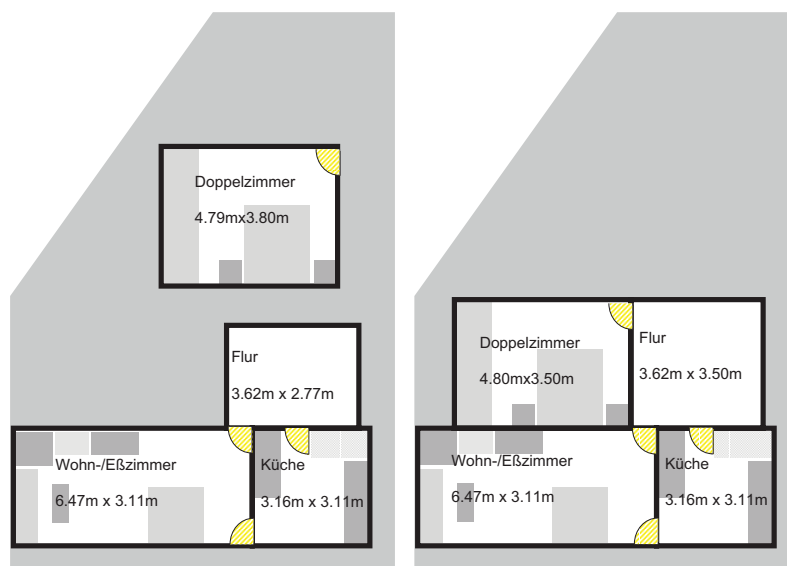 Doppelzimmer
4.79mx3.80m
Flur
3.62m x 2.77m
Wohn-/Eßzimmer
6.47m x 3.11m
Küche
3.16m x 3.11m
Doppelzimmer
4.80mx3.50m
Flur
3.62m x 3.50m
Wohn-/Eßzimmer
6.47m x 3.11m
Küche
3.16m x 3.11m